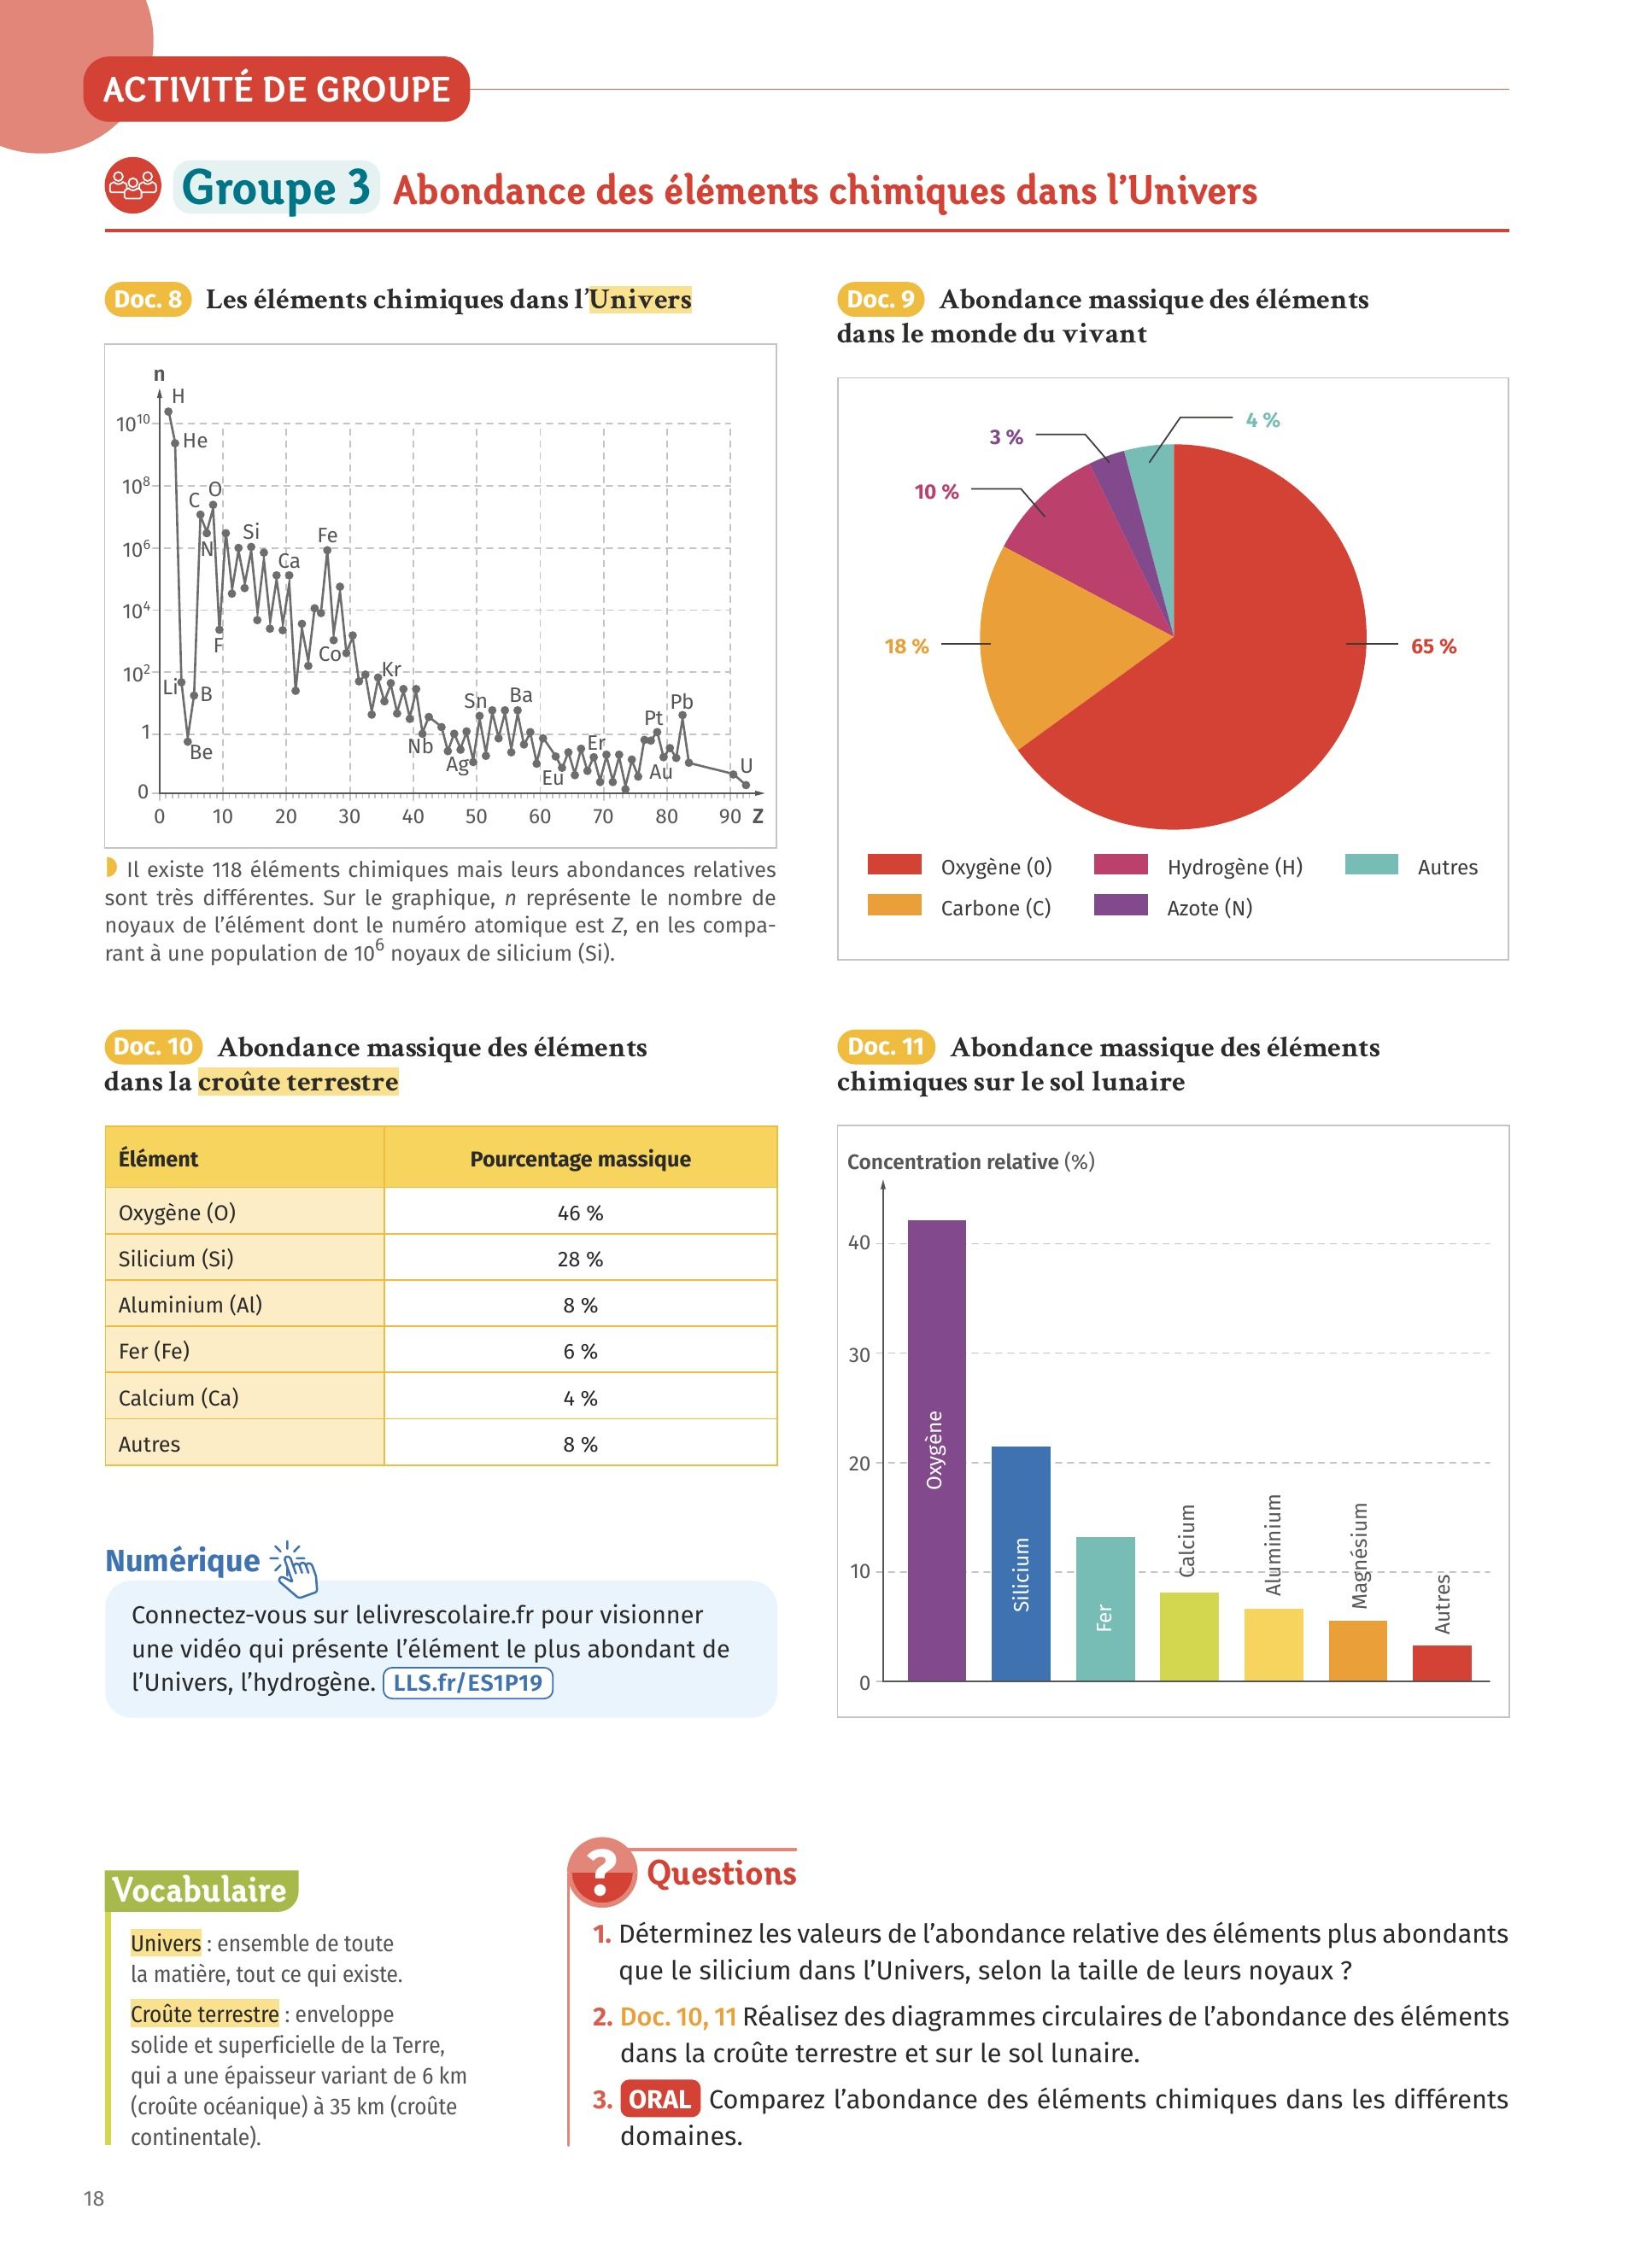 ACTIVITÉ DE GROUPE
Groupe 3 Abondance des éléments chimiques dans l’Univers
Doc. 8 Les éléments chimiques dans l’Univers
n
H
10¹⁰
He
10⁸
C
O
N
Si
Fe
10⁶
Ca
10⁴
F
Co
10²
Li
B
Kr
Sn
Ba
Pb
Pt
1
Be
Nb
Ag
Eu
Er
Au
U
0
0 10 20 30 40 50 60 70 80 90 Z
Il existe 118 éléments chimiques mais leurs abondances relatives
sont très différentes. Sur le graphique, n représente le nombre de
noyaux de l’élément dont le numéro atomique est Z, en les compa-
rant à une population de 10⁶ noyaux de silicium (Si).
Doc. 9 Abondance massique des éléments
dans le monde du vivant
4 %
3 %
10 %
18 %
65 %
Oxygène (0) Hydrogène (H) Autres
Carbone (C) Azote (N)
Doc. 10 Abondance massique des éléments
dans la croûte terrestre
Élément Pourcentage massique
Oxygène (O) 46 %
Silicium (Si) 28 %
Aluminium (Al) 8 %
Fer (Fe) 6 %
Calcium (Ca) 4 %
Autres 8 %
Numérique
Connectez-vous sur lelivrescolaire.fr pour visionner
une vidéo qui présente l’élément le plus abondant de
l’Univers, l’hydrogène. LLS.fr/ES1P19
Doc. 11 Abondance massique des éléments
chimiques sur le sol lunaire
Concentration relative (%)
40
30
20
10
0
Oxygène
Silicium
Fer
Calcium
Aluminium
Magnésium
Autres
Vocabulaire
Univers : ensemble de toute
la matière, tout ce qui existe.
Croûte terrestre : enveloppe
solide et superficielle de la Terre,
qui a une épaisseur variant de 6 km
(croûte océanique) à 35 km (croûte
continentale).
? Questions
1. Déterminez les valeurs de l’abondance relative des éléments plus abondants
que le silicium dans l’Univers, selon la taille de leurs noyaux ?
2. Doc. 10, 11 Réalisez des diagrammes circulaires de l’abondance des éléments
dans la croûte terrestre et sur le sol lunaire.
3. ORAL Comparez l’abondance des éléments chimiques dans les différents
domaines.
18